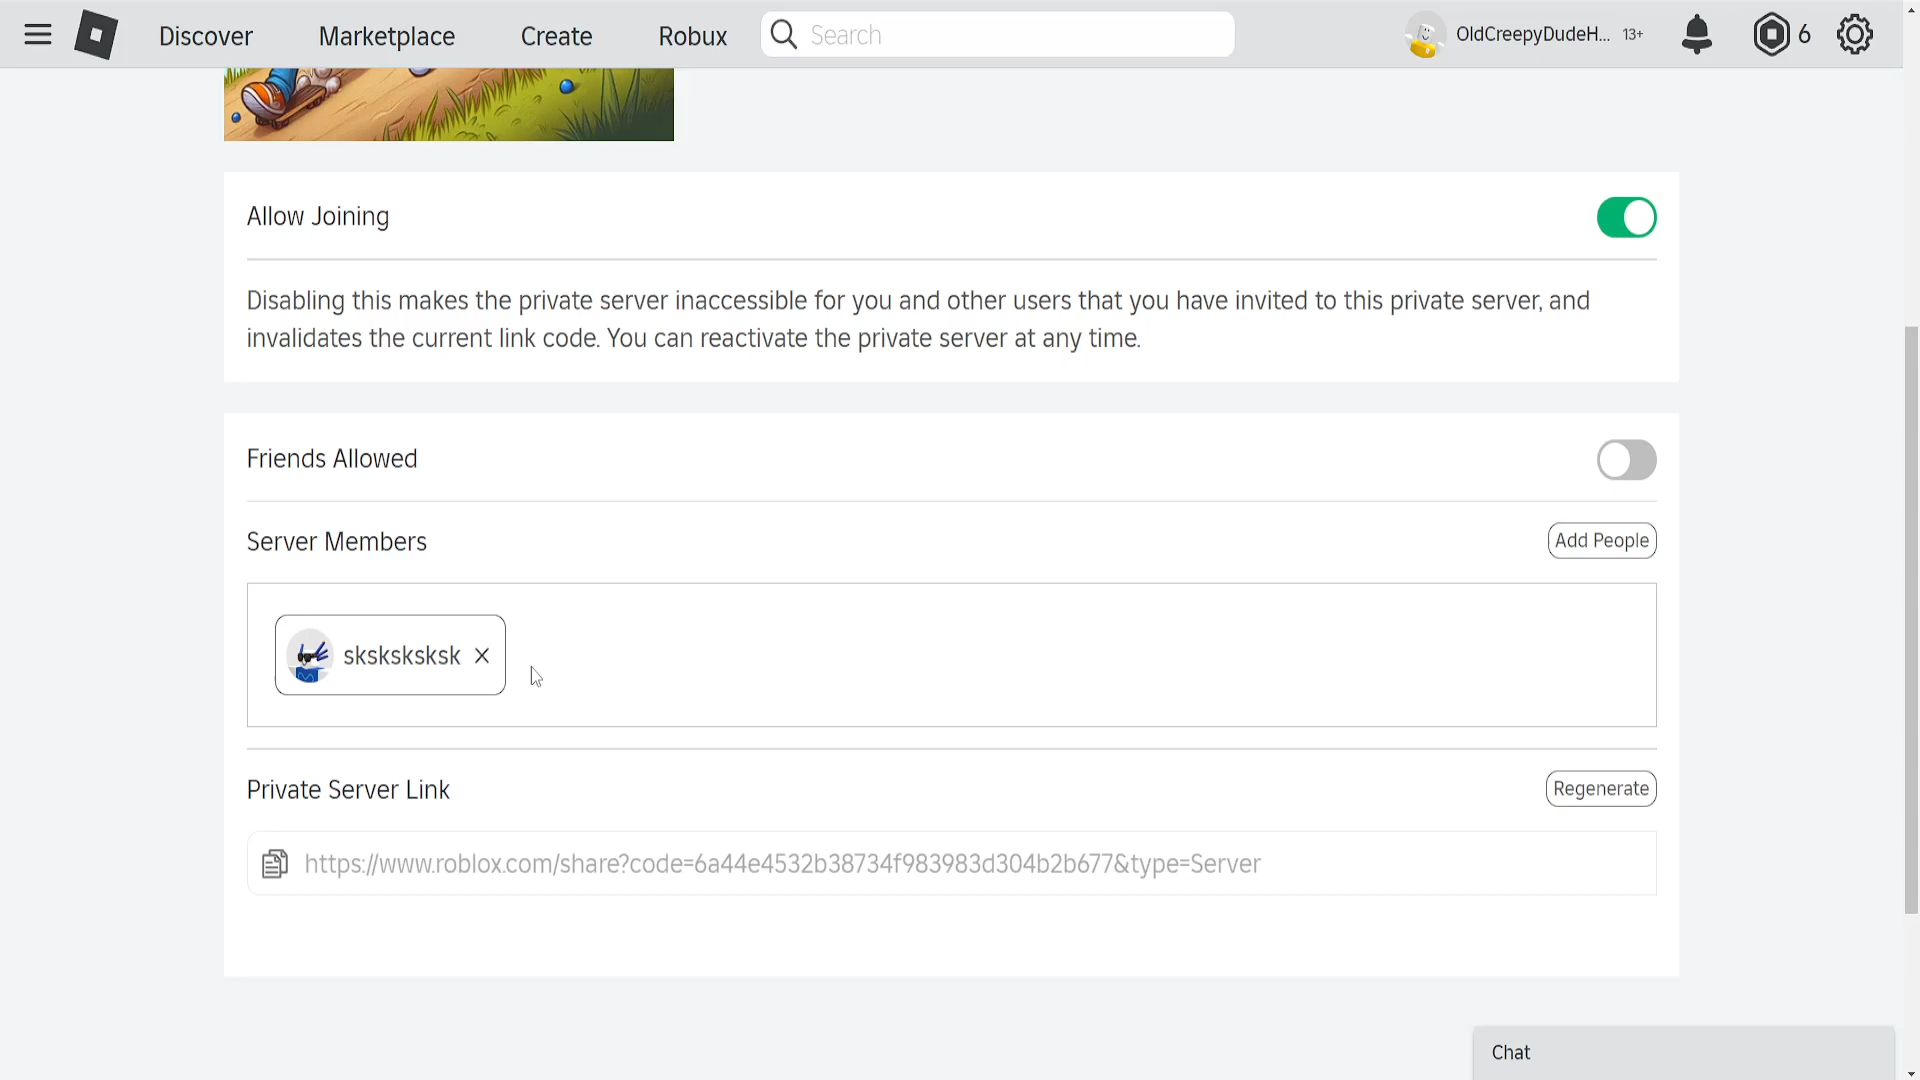 Discover Marketplace Create Robux Search OldCreepyDudeH... 13+ 6
Allow Joining
Disabling this makes the private server inaccessible for you and other users that you have invited to this private server, and
invalidates the current link code. You can reactivate the private server at any time.
Friends Allowed
Server Members Add People
sksksksksk
Private Server Link Regenerate
https://www.roblox.com/share?code=6a44e4532b38734f983983d304b2b677&type=Server
Chat